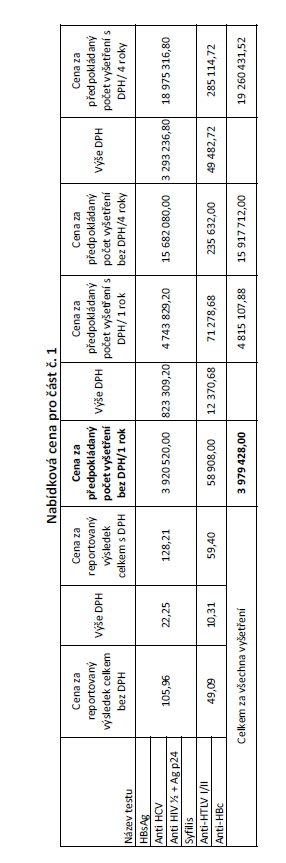 Nabídková cena pro část č. 1
Název testu
Cena za
reportovaný
výsledek celkem
bez DPH
Výše DPH
Cena za
reportovaný
výsledek
celkem s DPH
Cena za
předpokládaný
počet vyšetření
bez DPH/1 rok
Výše DPH
Cena za
předpokládaný
počet vyšetření s
DPH/ 1 rok
Cena za
předpokládaný
počet vyšetření
bez DPH/4 roky
Výše DPH
Cena za
předpokládaný
počet vyšetření s
DPH/ 4 roky
HBsAg
Anti HCV
Anti HIV ½ + Ag p24
Syfilis
105,96
22,25
128,21
3 920 520,00
823 309,20
4 743 829,20
15 682 080,00
3 293 236,80
18 975 316,80
Anti-HTLV I/II
Anti-HBc
49,09
10,31
59,40
58 908,00
12 370,68
71 278,68
235 632,00
49 482,72
285 114,72
Celkem za všechna vyšetření
3 979 428,00
4 815 107,88
15 917 712,00
19 260 431,52